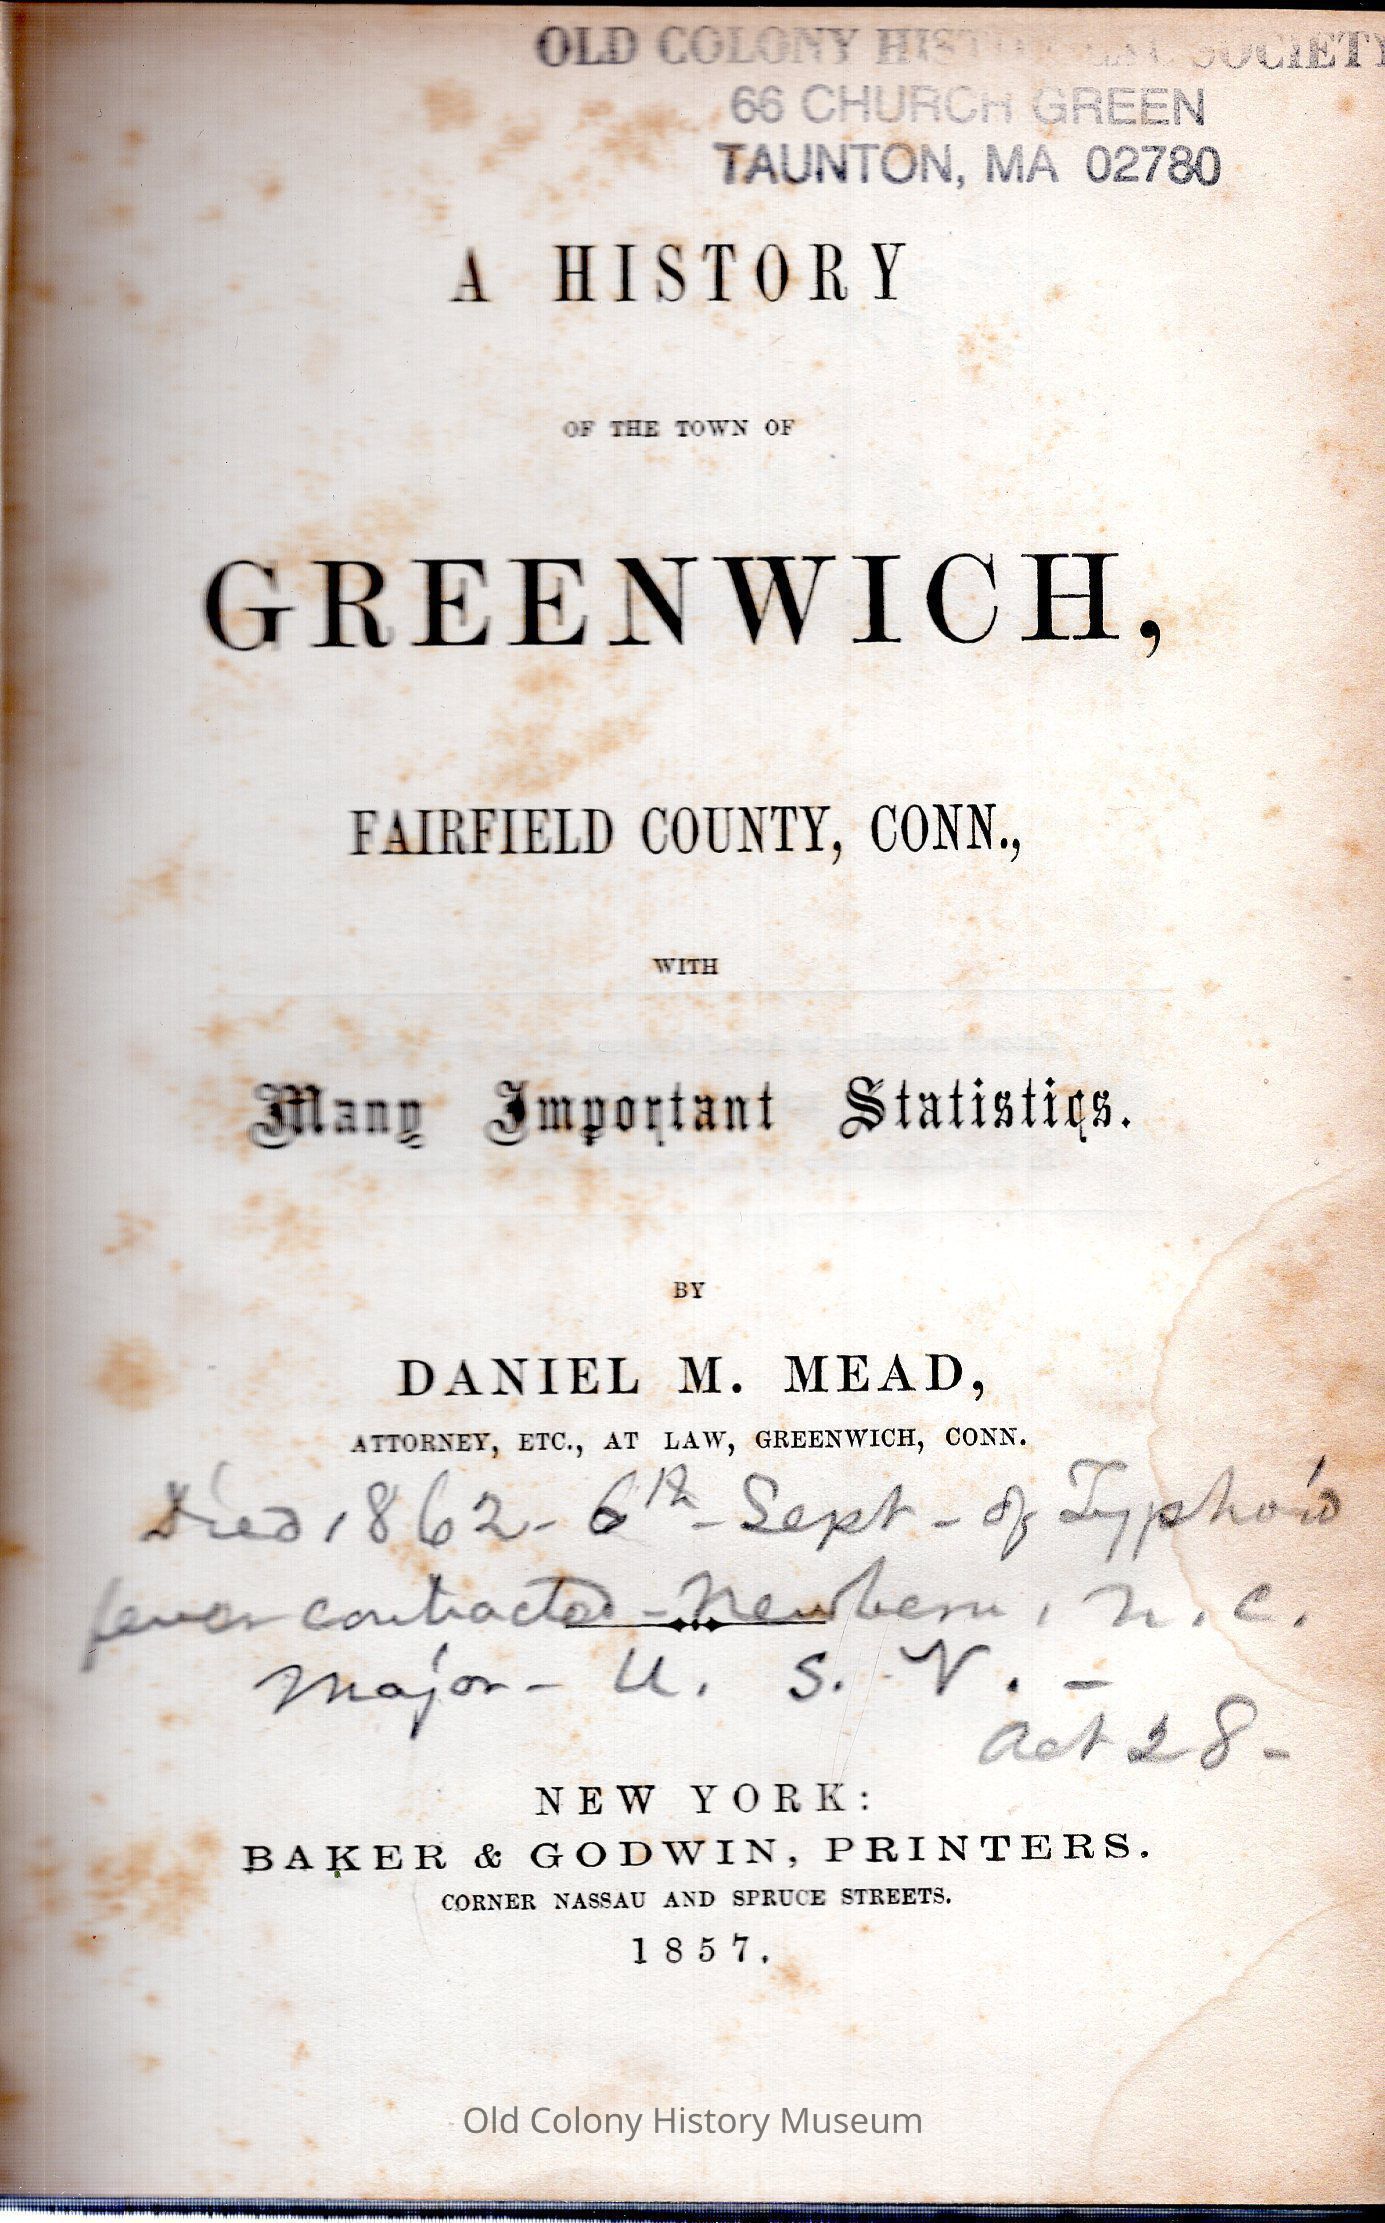 OLD COLONY HISTORICAL SOCIETY
66 CHURCH GREEN
TAUNTON, MA 02780
A HISTORY
OF THE TOWN OF
GREENWICH,
FAIRFIELD COUNTY, CONN.,
WITH
Many Important Statistics.
BY
DANIEL M. MEAD,
ATTORNEY, ETC., AT LAW, GREENWICH, CONN.
Died 1862 - 6th - Sept - of Typhoid
fever contracted - Newbern, N. C.
Major - U. S. V. -
aet 28 -
NEW YORK:
BAKER & GODWIN, PRINTERS.
CORNER NASSAU AND SPRUCE STREETS.
1857.
Old Colony History Museum